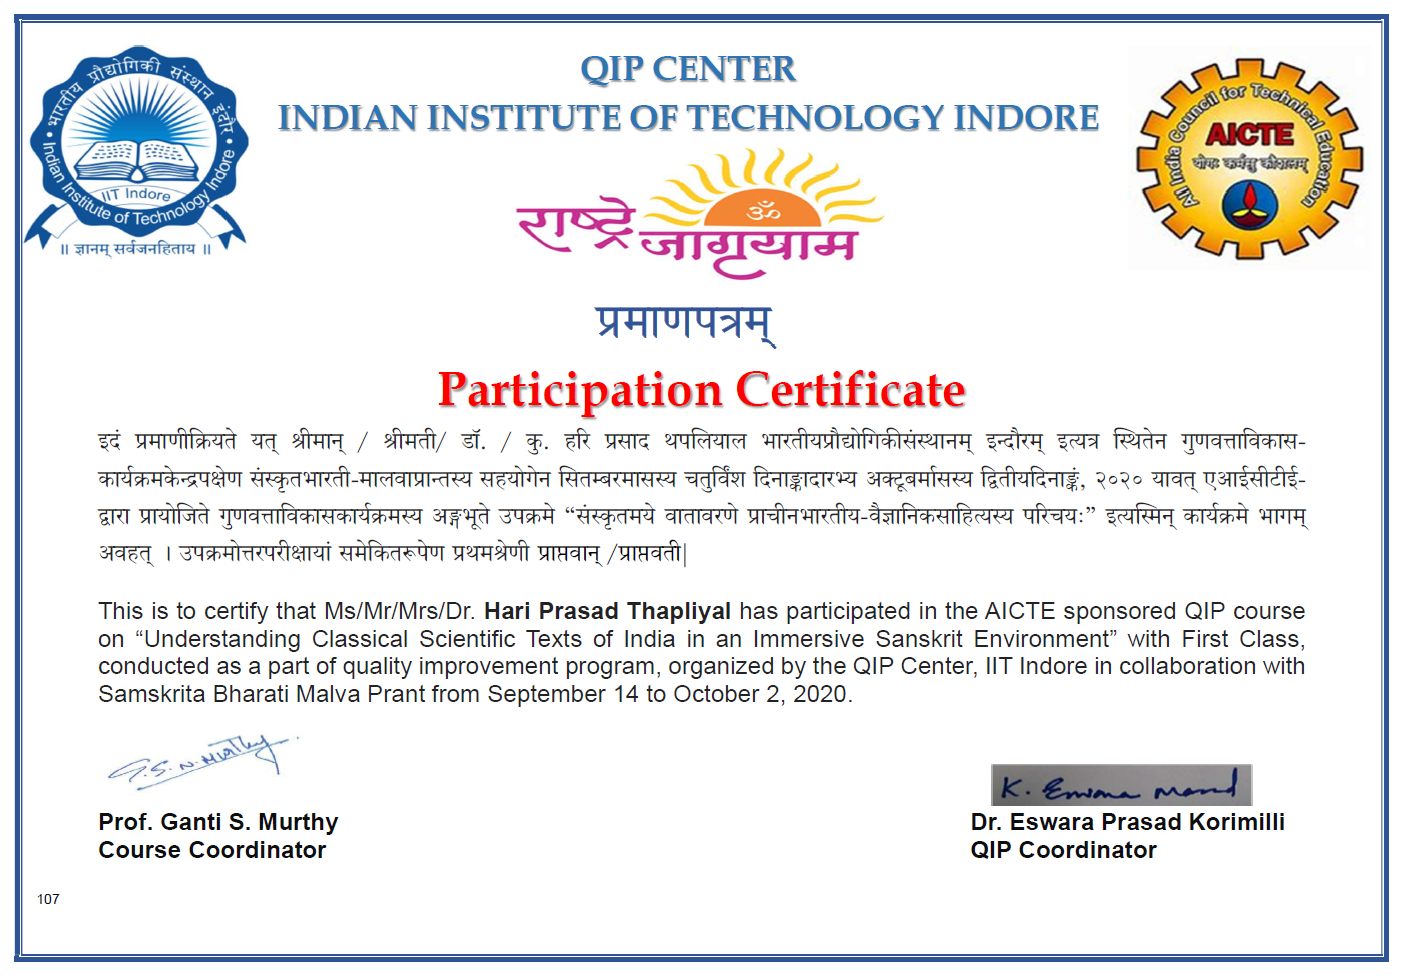 QIP CENTER
INDIAN INSTITUTE OF TECHNOLOGY INDORE
भारतीय प्रौद्योगिकी संस्थान इंदौर
IIT Indore
Indian Institute of Technology Indore
॥ ज्ञानम् सर्वजनहिताय ॥
ॐ
राष्ट्रे
जागृयाम
All India Council for Technical Education
AICTE
योगः कर्मसु कौशलम्
प्रमाणपत्रम्
Participation Certificate
इदं प्रमाणीक्रियते यत् श्रीमान् / श्रीमती/ डॉ. / कु. हरि प्रसाद थपलियाल भारतीयप्रौद्योगिकीसंस्थानम् इन्दौरम् इत्यत्र स्थितेन गुणवत्ताविकास-
कार्यक्रमकेन्द्रपक्षेण संस्कृतभारती-मालवाप्रान्तस्य सहयोगेन सितम्बरमासस्य चतुर्विंश दिनाङ्कादारभ्य अक्टूबर्मासस्य द्वितीयदिनाङ्कं, २०२० यावत् एआईसीटीई-
द्वारा प्रायोजिते गुणवत्ताविकासकार्यक्रमस्य अङ्गभूते उपक्रमे “संस्कृतमये वातावरणे प्राचीनभारतीय-वैज्ञानिकसाहित्यस्य परिचयः” इत्यस्मिन् कार्यक्रमे भागम्
अवहत् । उपक्रमोत्तरपरीक्षायां समेकितरूपेण प्रथमश्रेणी प्राप्तवान् /प्राप्तवती|
This is to certify that Ms/Mr/Mrs/Dr. Hari Prasad Thapliyal has participated in the AICTE sponsored QIP course
on “Understanding Classical Scientific Texts of India in an Immersive Sanskrit Environment” with First Class,
conducted as a part of quality improvement program, organized by the QIP Center, IIT Indore in collaboration with
Samskrita Bharati Malva Prant from September 14 to October 2, 2020.
G.S.N.Murthy
K. Eswara Prasad
Prof. Ganti S. Murthy
Course Coordinator
Dr. Eswara Prasad Korimilli
QIP Coordinator
107